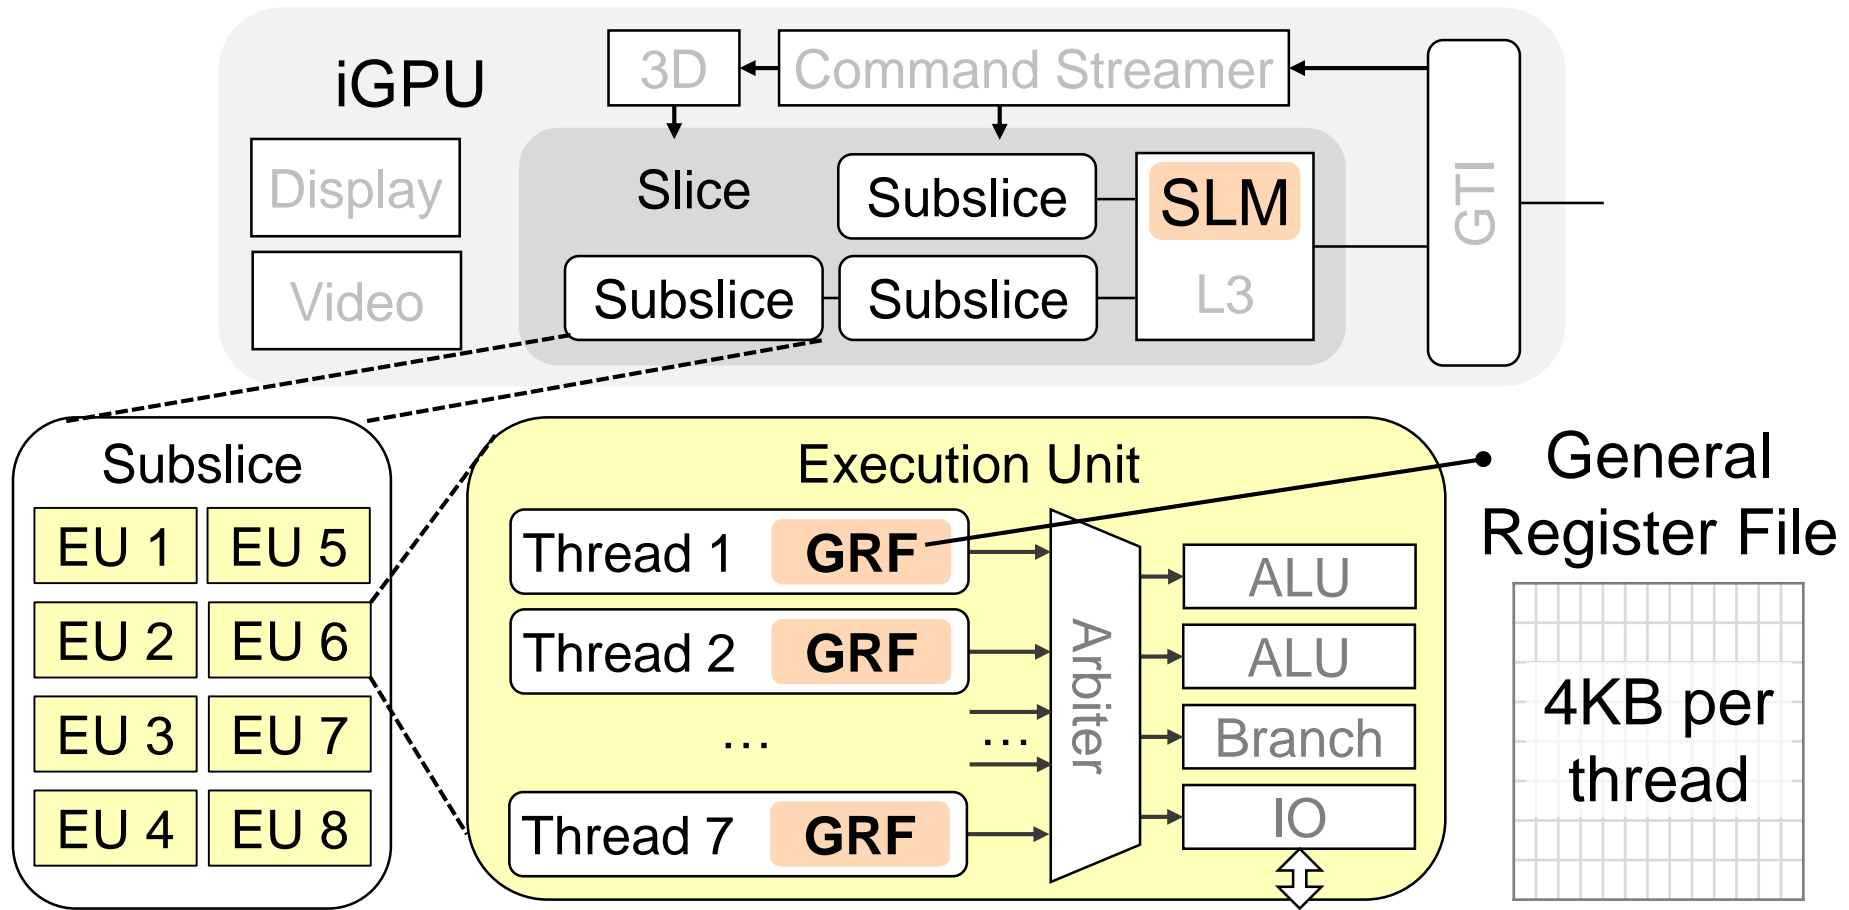 iGPU
3D
Command Streamer
Display
Video
Slice
Subslice
SLM
L3
Subslice
Subslice
GTI
Subslice
EU 1
EU 5
EU 2
EU 6
EU 3
EU 7
EU 4
EU 8
Execution Unit
Thread 1 GRF
Thread 2 GRF
...
...
Thread 7 GRF
Arbiter
ALU
ALU
Branch
IO
General
Register File
4KB per
thread